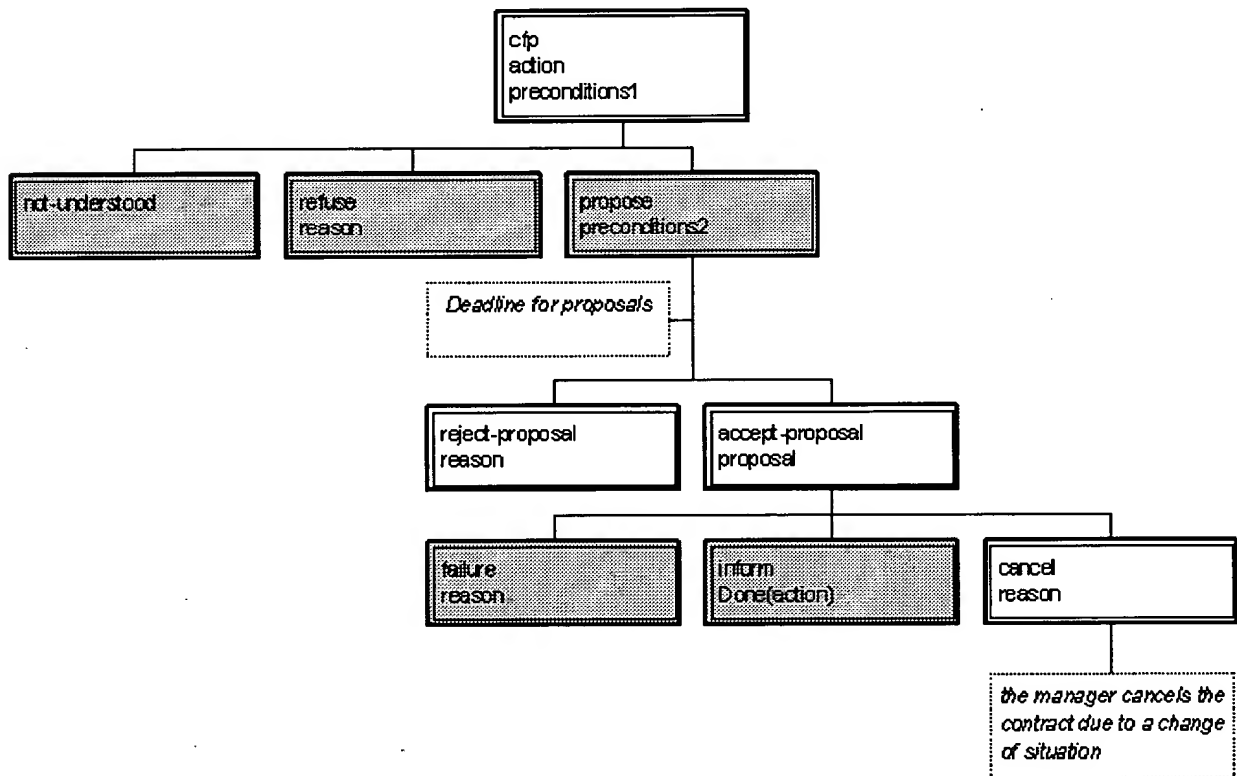 cfp
action
preconditions1
not-understood
refuse
reason
propose
preconditions2
Deadline for proposals
reject-proposal
reason
accept-proposal
proposal
failure
reason
inform
Done(action)
cancel
reason
the manager cancels the
contract due to a change
of situation